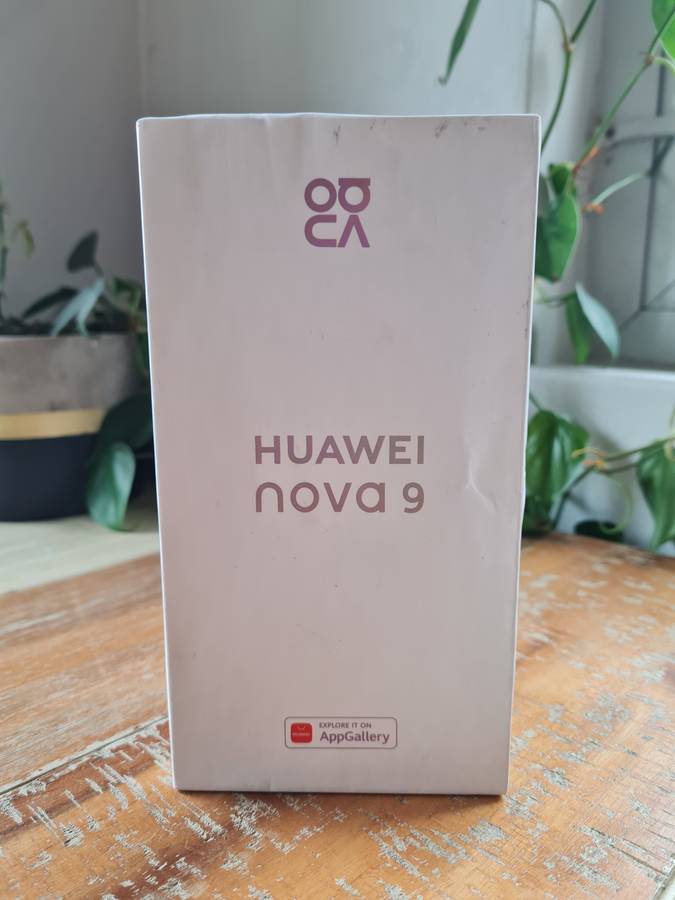 HUAWEI
nova 9
EXPLORE IT ON
AppGallery